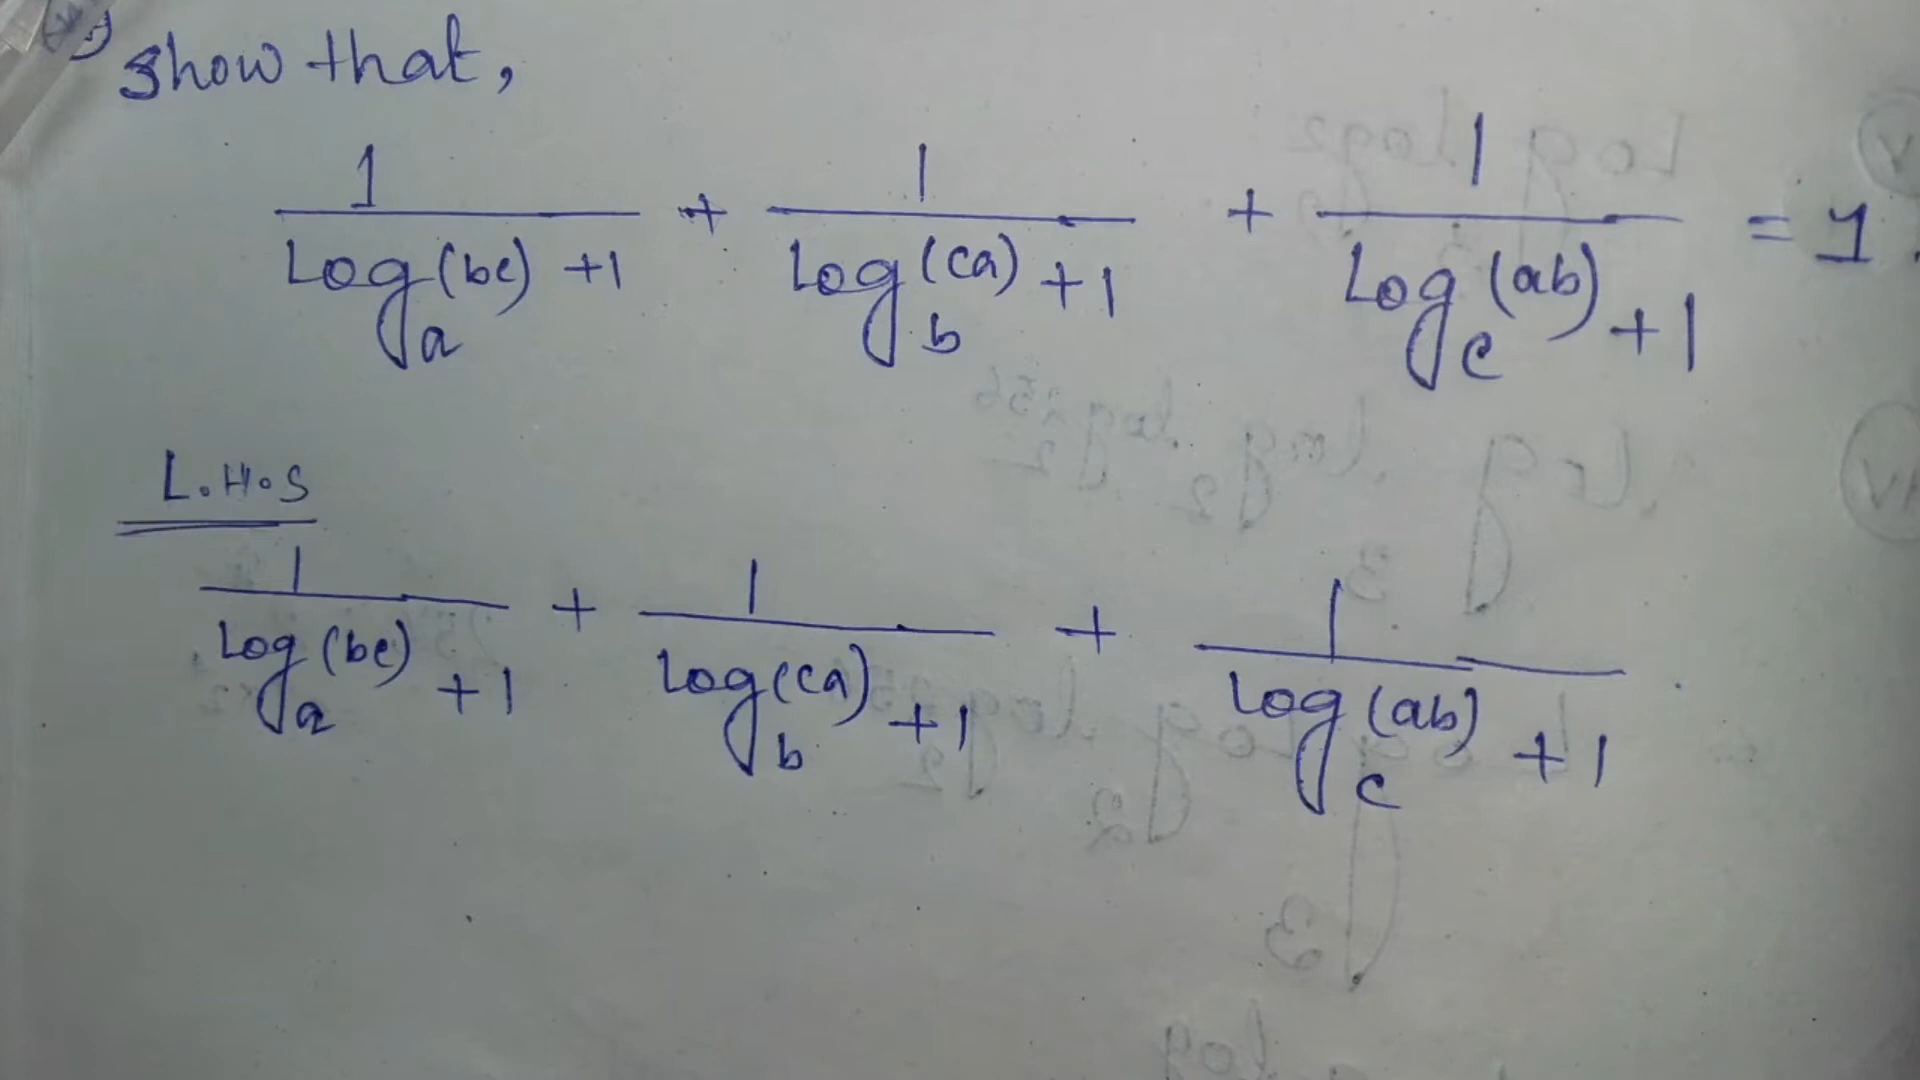 Show that,
1/(Log_a(bc) +1) + 1/(Log_b(ca) +1) + 1/(Log_c(ab) +1) = 1.
L.H.S
1/(Log_a(bc) +1) + 1/(Log_b(ca) +1) + 1/(Log_c(ab) +1)